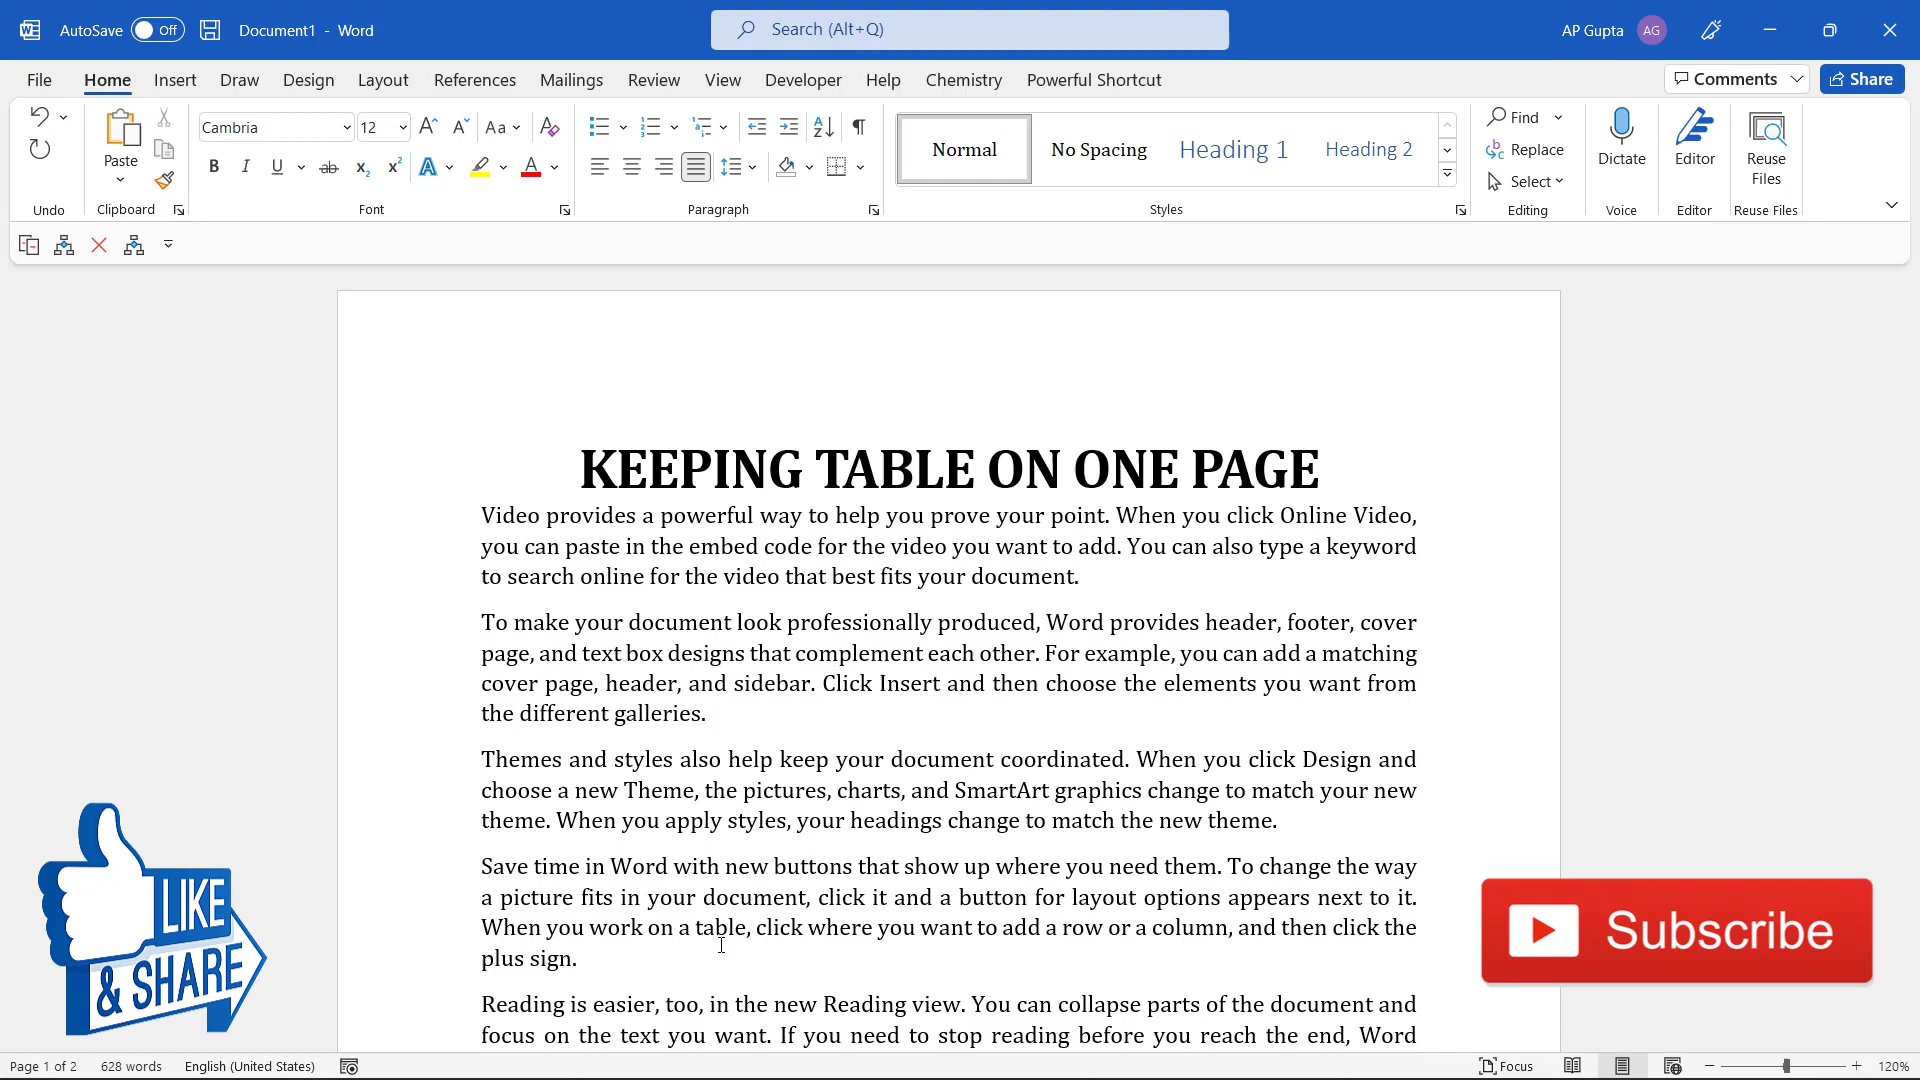 AutoSave Off Document1 - Word Search (Alt+Q) AP Gupta AG
File Home Insert Draw Design Layout References Mailings Review View Developer Help Chemistry Powerful Shortcut Comments Share
Cambria 12 Aa Normal No Spacing Heading 1 Heading 2 Find
Replace
Paste B I U ab x₂ x² A A Select Dictate Editor Reuse Files
Undo Clipboard Font Paragraph Styles Editing Voice Editor Reuse Files
KEEPING TABLE ON ONE PAGE
Video provides a powerful way to help you prove your point. When you click Online Video,
you can paste in the embed code for the video you want to add. You can also type a keyword
to search online for the video that best fits your document.
To make your document look professionally produced, Word provides header, footer, cover
page, and text box designs that complement each other. For example, you can add a matching
cover page, header, and sidebar. Click Insert and then choose the elements you want from
the different galleries.
Themes and styles also help keep your document coordinated. When you click Design and
choose a new Theme, the pictures, charts, and SmartArt graphics change to match your new
theme. When you apply styles, your headings change to match the new theme.
Save time in Word with new buttons that show up where you need them. To change the way
a picture fits in your document, click it and a button for layout options appears next to it.
When you work on a table, click where you want to add a row or a column, and then click the
plus sign.
Reading is easier, too, in the new Reading view. You can collapse parts of the document and
focus on the text you want. If you need to stop reading before you reach the end, Word
LIKE
& SHARE
Subscribe
Page 1 of 2 628 words English (United States) Focus 120%